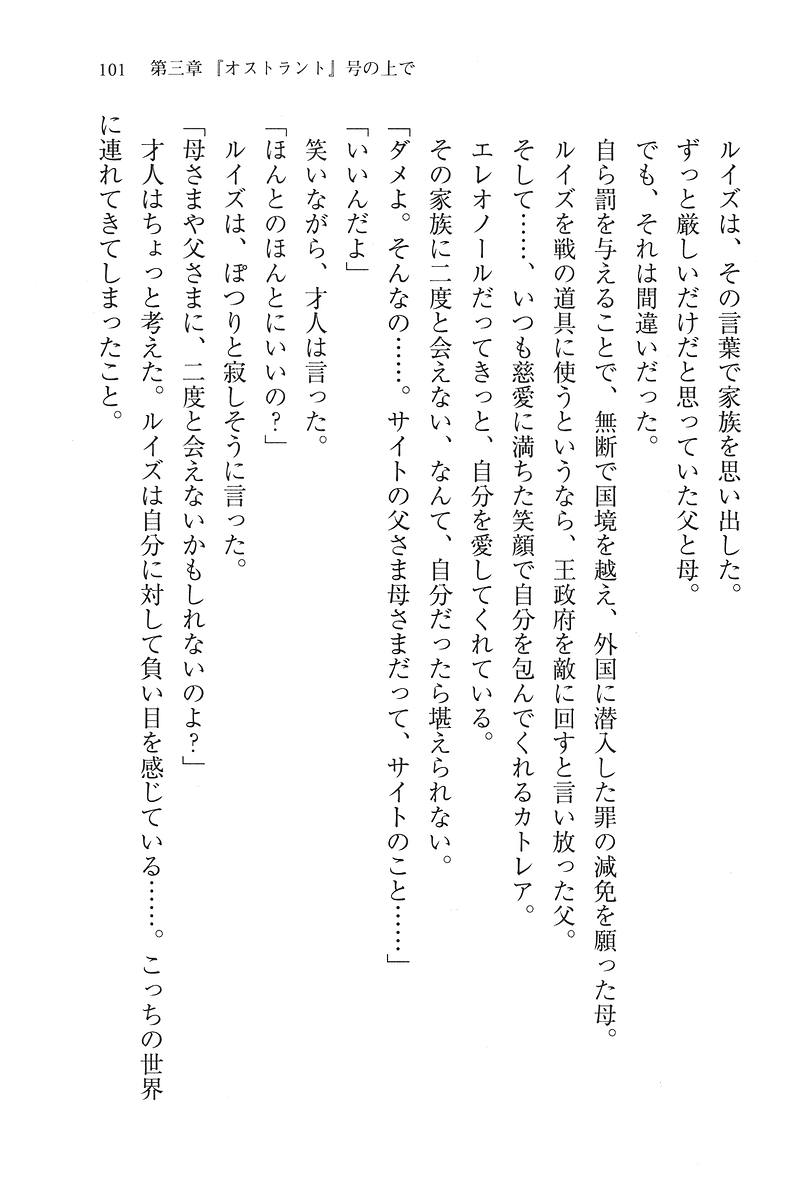 101　第三章『オストラント』号の上で
　ルイズは、その言葉で家族を思い出した。
　ずっと厳しいだけだと思っていた父と母。
　でも、それは間違いだった。
　自ら罰を与えることで、無断で国境を越え、外国に潜入した罪の減免を願った母。
　ルイズを戦の道具に使うというなら、王政府を敵に回すと言い放った父。
　そして……、いつも慈愛に満ちた笑顔で自分を包んでくれるカトレア。
　エレオノールだってきっと、自分を愛してくれている。
　その家族に二度と会えない、なんて、自分だったら堪えられない。
「ダメよ。そんなの……。サイトの父さま母さまだって、サイトのこと……」
「いいんだよ」
　笑いながら、才人は言った。
「ほんとのほんとにいいの？」
　ルイズは、ぽつりと寂しそうに言った。
「母さまや父さまに、二度と会えないかもしれないのよ？」
　才人はちょっと考えた。ルイズは自分に対して負い目を感じている……。こっちの世界
に連れてきてしまったこと。